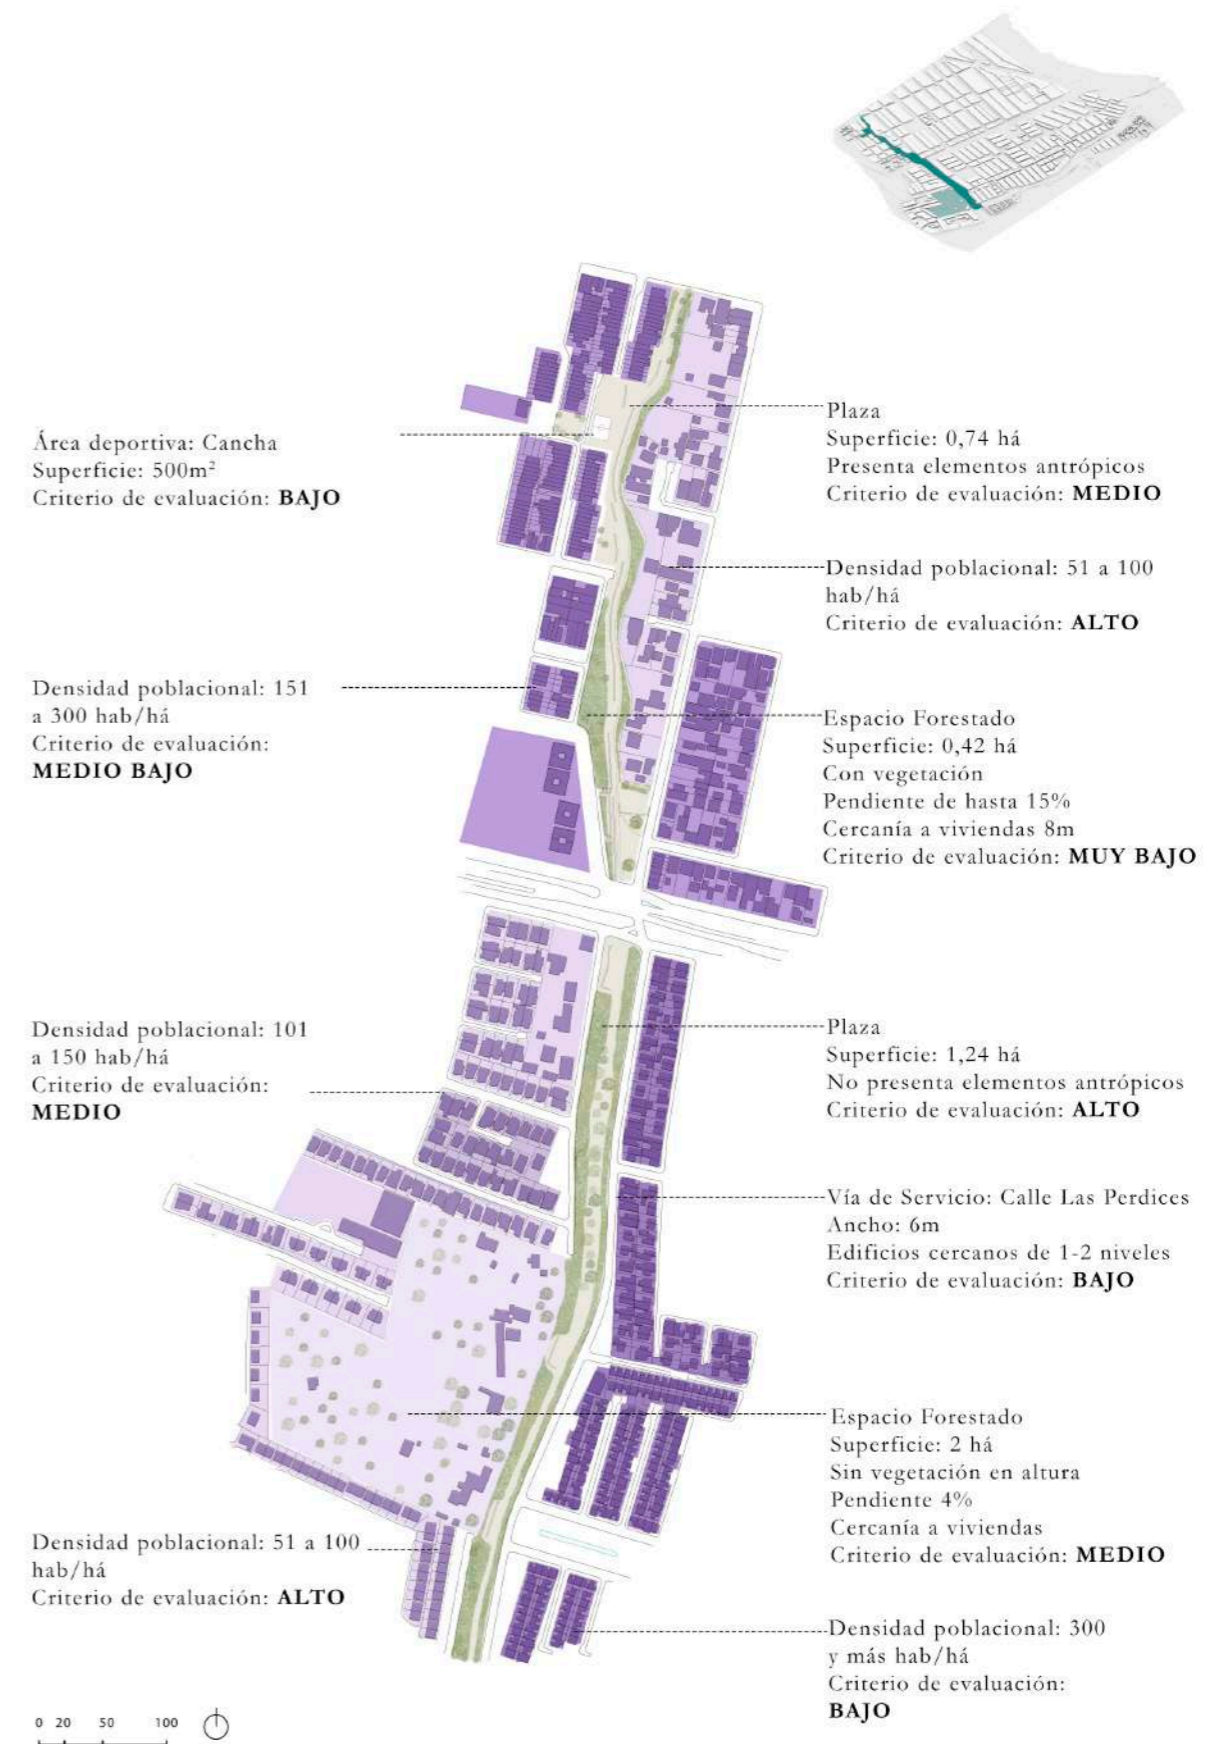 Área deportiva: Cancha
Superficie: 500m²
Criterio de evaluación: BAJO
Plaza
Superficie: 0,74 há
Presenta elementos antrópicos
Criterio de evaluación: MEDIO
Densidad poblacional: 51 a 100
hab/há
Criterio de evaluación: ALTO
Densidad poblacional: 151
a 300 hab/há
Criterio de evaluación:
MEDIO BAJO
Espacio Forestado
Superficie: 0,42 há
Con vegetación
Pendiente de hasta 15%
Cercanía a viviendas 8m
Criterio de evaluación: MUY BAJO
Densidad poblacional: 101
a 150 hab/há
Criterio de evaluación:
MEDIO
Plaza
Superficie: 1,24 há
No presenta elementos antrópicos
Criterio de evaluación: ALTO
Vía de Servicio: Calle Las Perdices
Ancho: 6m
Edificios cercanos de 1-2 niveles
Criterio de evaluación: BAJO
Espacio Forestado
Superficie: 2 há
Sin vegetación en altura
Pendiente 4%
Cercanía a viviendas
Criterio de evaluación: MEDIO
Densidad poblacional: 51 a 100
hab/há
Criterio de evaluación: ALTO
Densidad poblacional: 300
y más hab/há
Criterio de evaluación:
BAJO
0 20 50 100